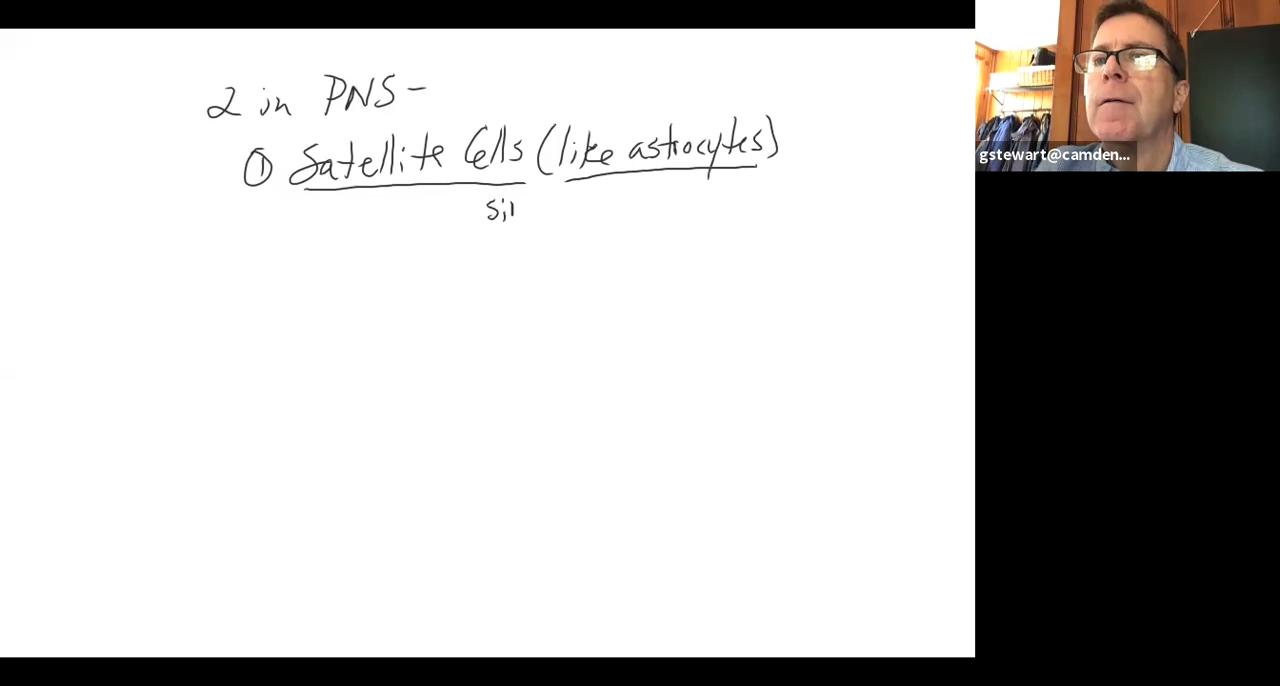 2 in PNS-
① Satellite Cells (like astrocytes)
gstewart@camden...